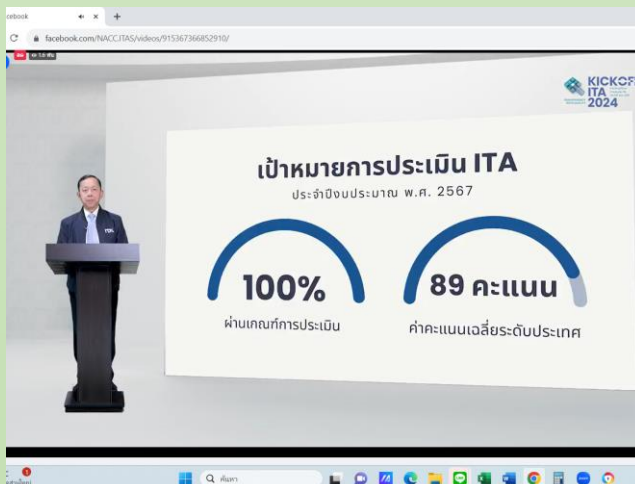 cebook
facebook.com/NACC.ITAS/videos/915367366852910/
KICKOFF
ITA
2024
เป้าหมายการประเมิน ITA
ประจำปีงบประมาณ พ.ศ. 2567
100%
89 คะแนน
ผ่านเกณฑ์การประเมิน
ค่าคะแนนเฉลี่ยระดับประเทศ
ITA
ค้นหา
1